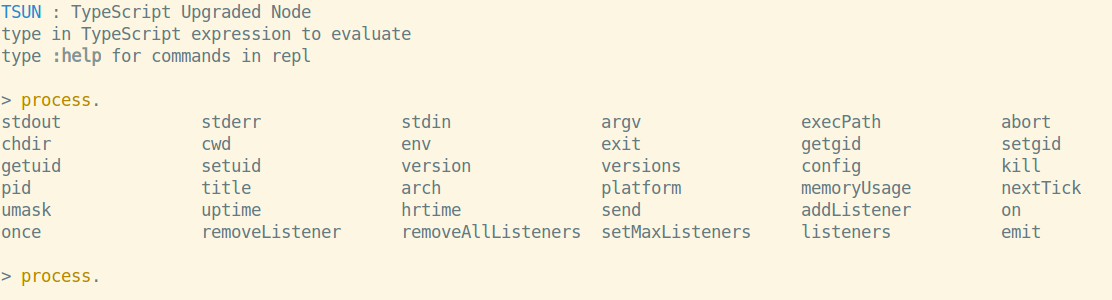 TSUN : TypeScript Upgraded Node
type in TypeScript expression to evaluate
type :help for commands in repl
> process.
stdout stderr stdin argv execPath abort
chdir cwd env exit getgid setgid
getuid setuid version versions config kill
pid title arch platform memoryUsage nextTick
umask uptime hrtime send addListener on
once removeListener removeAllListeners setMaxListeners listeners emit
> process.